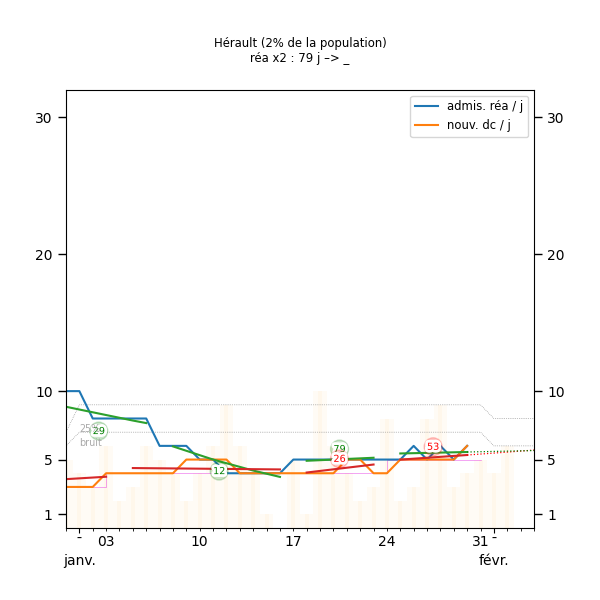 Hérault (2% de la population)
réa x2 : 79 j –> _
admis. réa / j
nouv. dc / j
30
30
20
20
10
10
25%
bruit
29
12
79
26
53
5
5
1
1
- 03 10 17 24 31 -
janv. févr.